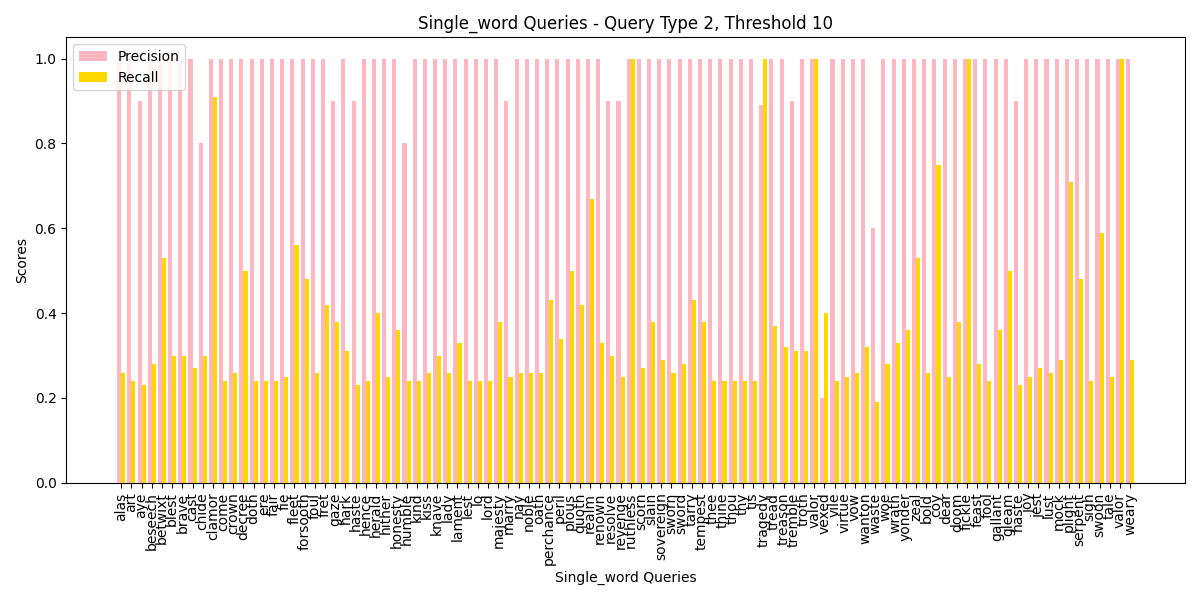 Single_word Queries - Query Type 2, Threshold 10
Precision
Recall
1.0
0.8
0.6
0.4
0.2
0.0
Scores
alas
art
aye
beseech
betwixt
blest
brave
cast
chide
clamor
come
crown
decree
doth
ere
fair
fie
fleet
forsooth
foul
fret
gaze
hark
haste
hence
herald
hither
honesty
humble
kind
kiss
knave
lady
lament
lest
lo
lord
majesty
marry
nay
noble
oath
perchance
peril
pious
quoth
realm
renown
resolve
revenge
ruthless
scorn
slain
sovereign
sworn
sword
tarry
tempest
thee
thine
thou
thy
tis
tragedy
tread
treason
tremble
troth
valor
vexed
vile
virtue
vow
wanton
waste
woe
wrath
yonder
zeal
bold
coy
dear
doom
fickle
feast
fool
gallant
gleam
haste
joy
jest
lust
mock
plight
serpent
sigh
swoon
tale
weary
Single_word Queries